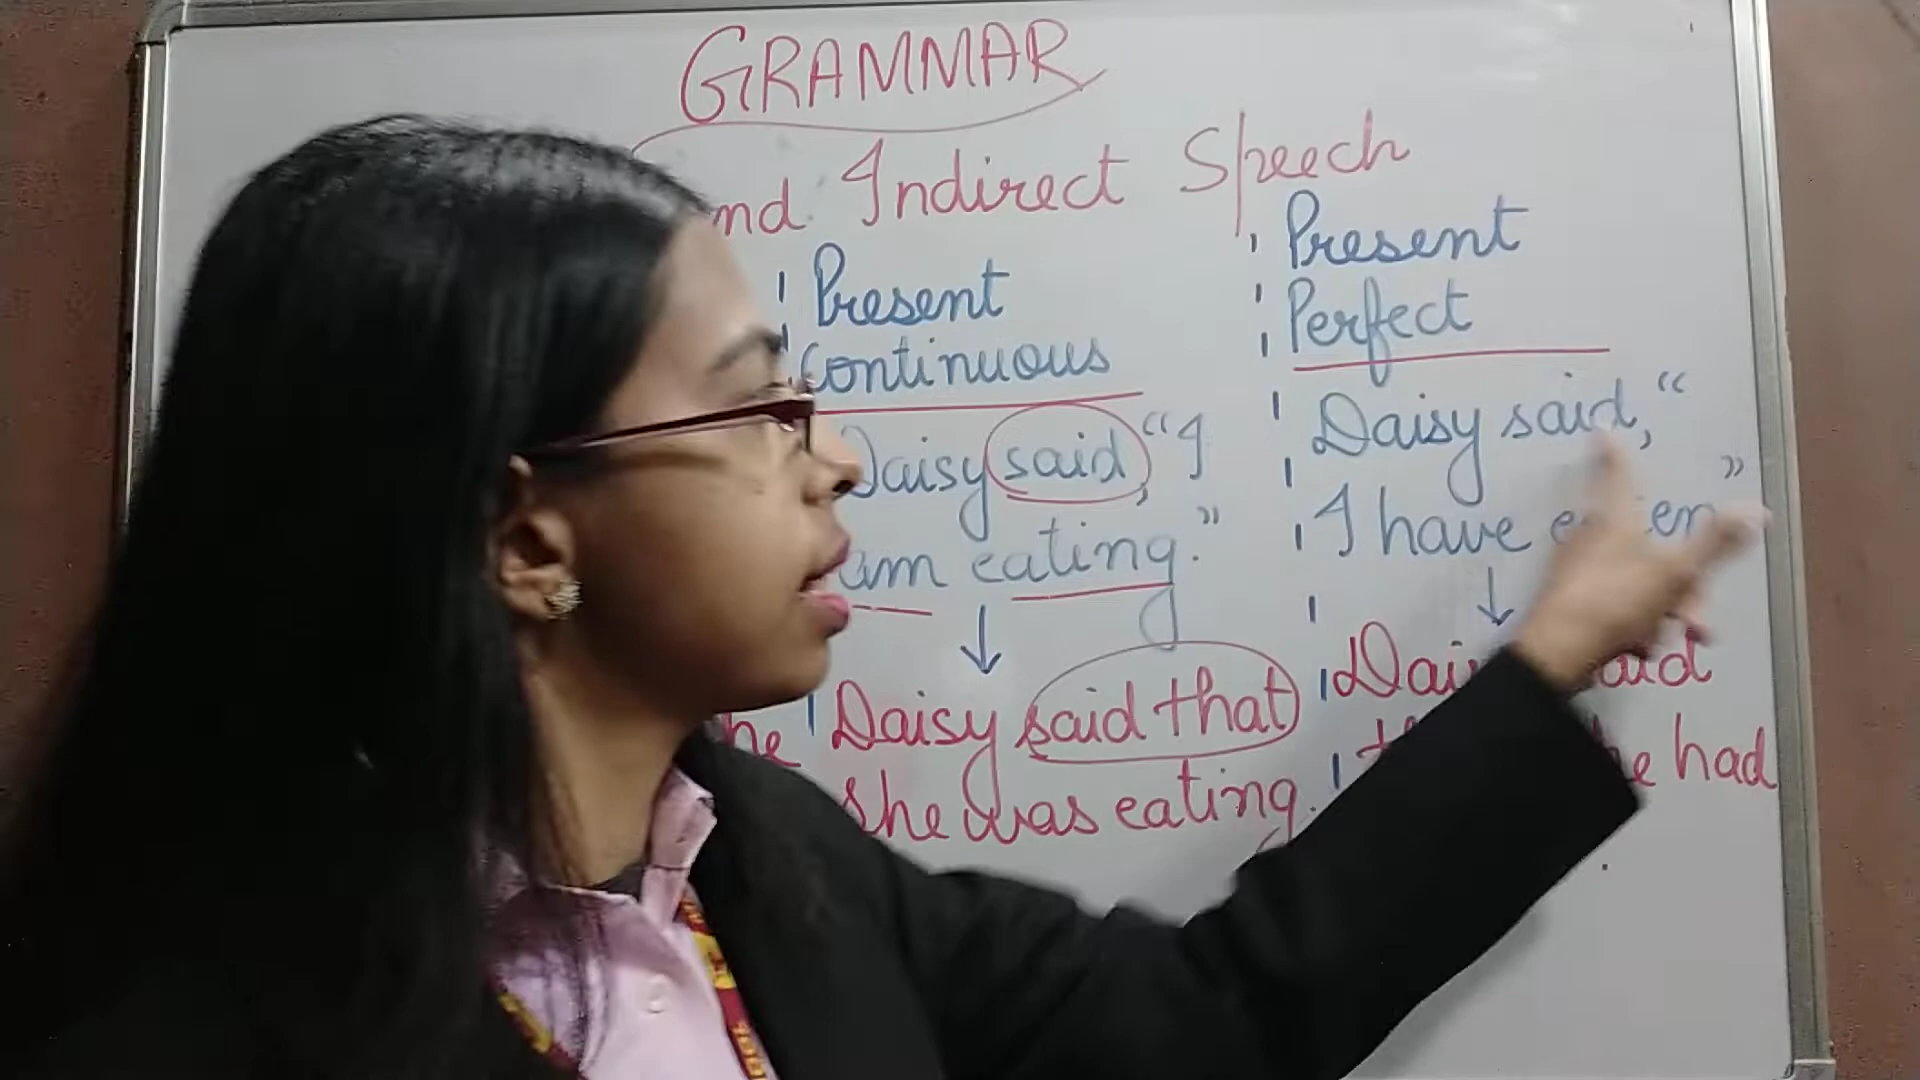 GRAMMAR
Indirect Speech
Present
Continuous
Daisy said, "I
am eating."
Daisy said that
she was eating.
Present
Perfect
Daisy said, "
I have
said
had